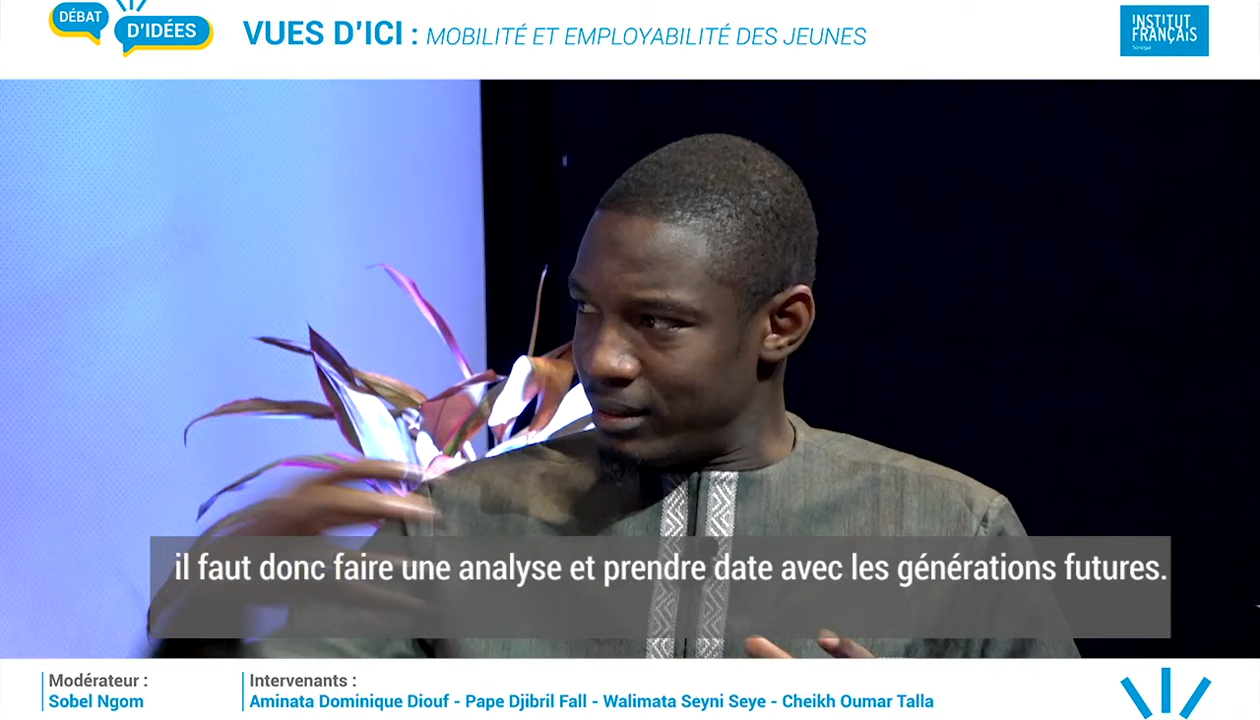 DÉBAT
D'IDÉES
VUES D'ICI : MOBILITÉ ET EMPLOYABILITÉ DES JEUNES
INSTITUT
FRANÇAIS
Sénégal
il faut donc faire une analyse et prendre date avec les générations futures.
Modérateur :
Sobel Ngom
Intervenants :
Aminata Dominique Diouf - Pape Djibril Fall - Walimata Seyni Seye - Cheikh Oumar Talla